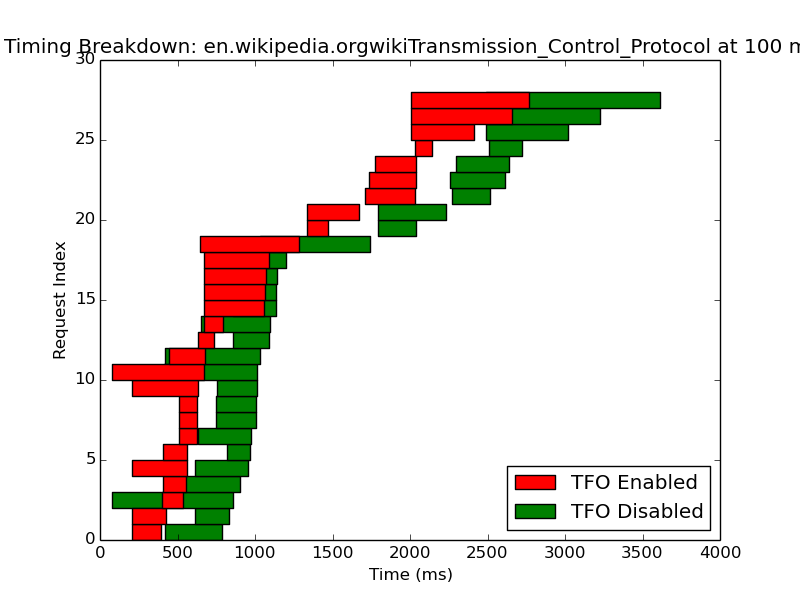 Timing Breakdown: en.wikipedia.orgwikiTransmission_Control_Protocol at 100 m
30
25
20
15
10
5
0
Request Index
TFO Enabled
TFO Disabled
0 500 1000 1500 2000 2500 3000 3500 4000
Time (ms)